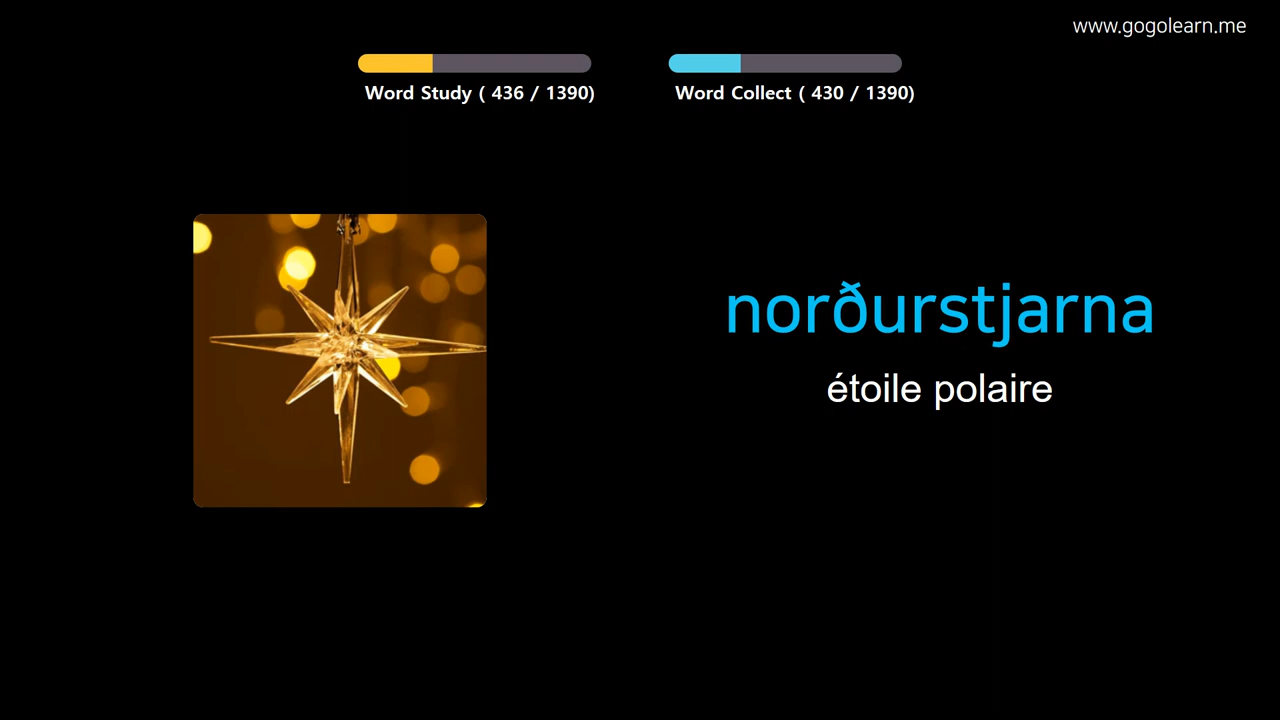 www.gogolearn.me
Word Study ( 436 / 1390)
Word Collect ( 430 / 1390)
norðurstjarna
étoile polaire